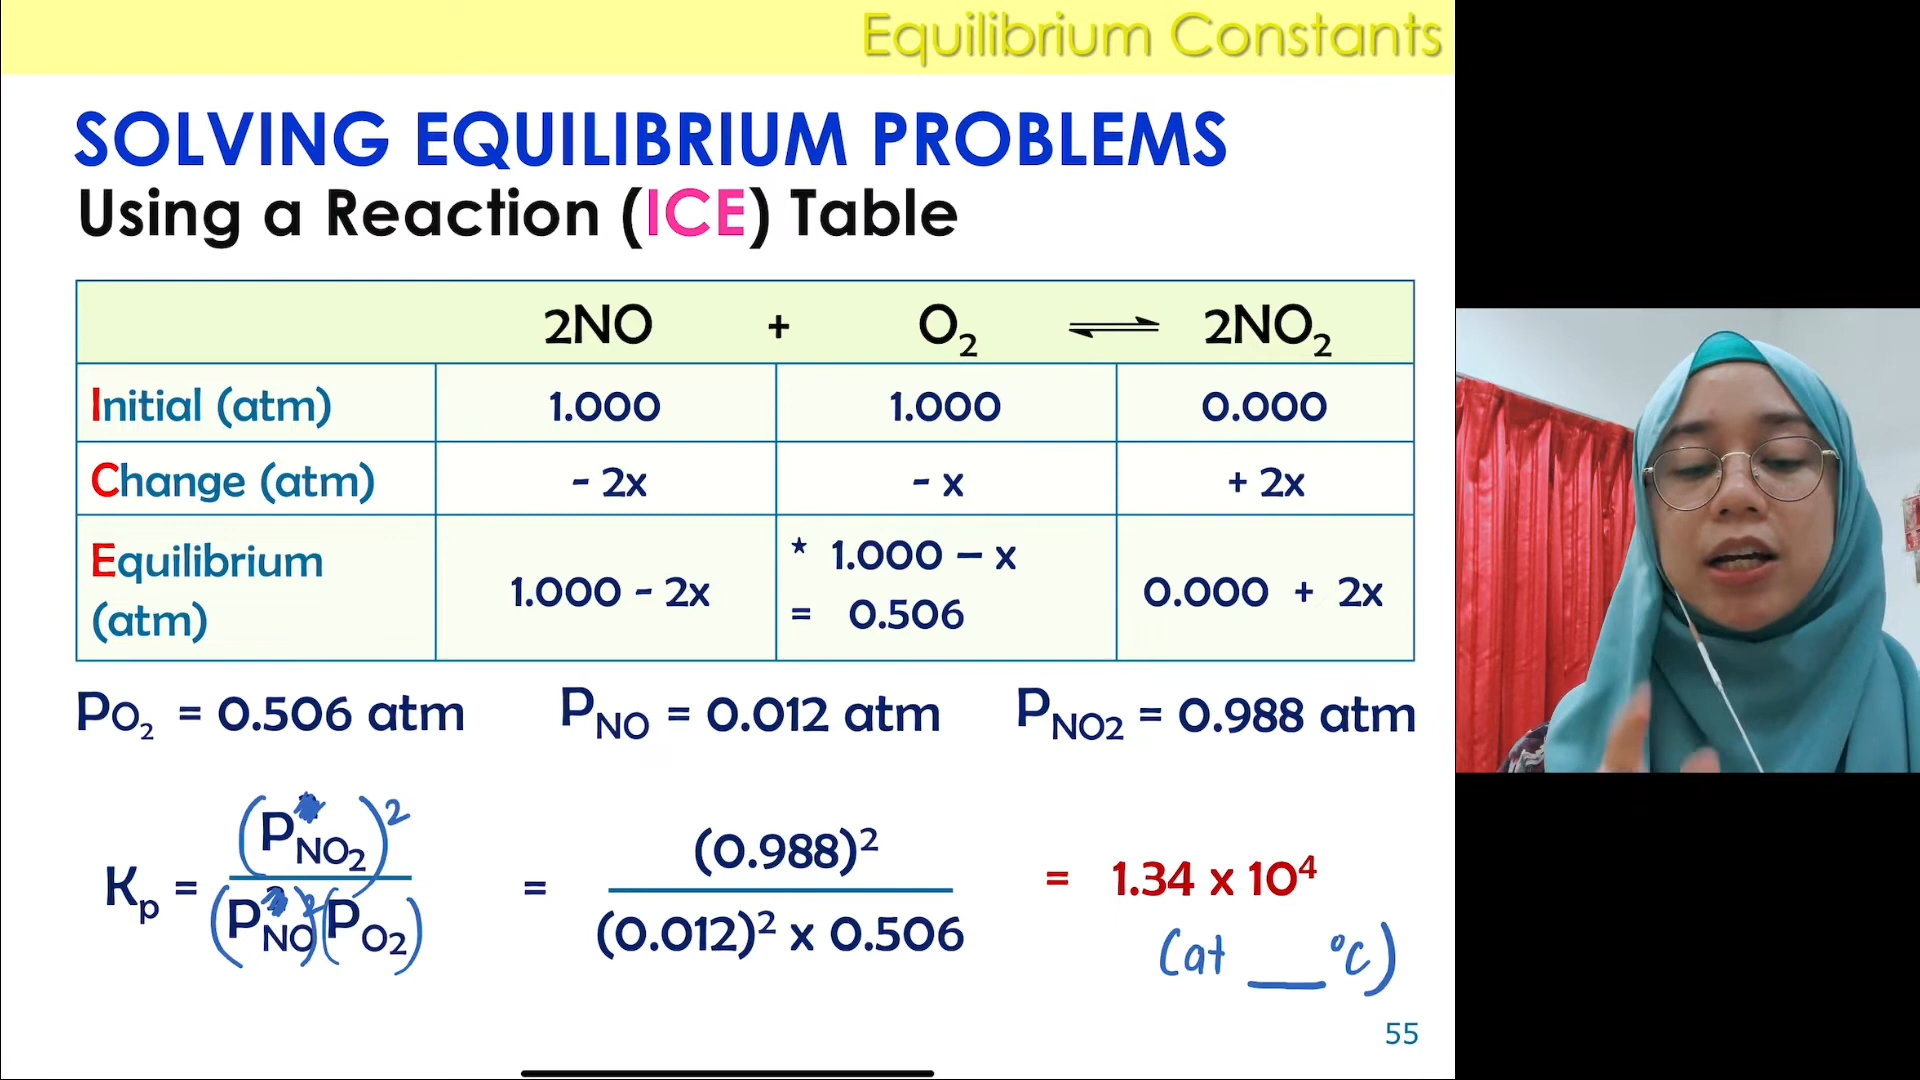 Equilibrium Constants
SOLVING EQUILIBRIUM PROBLEMS
Using a Reaction (ICE) Table
2NO + O₂ ⇌ 2NO₂
Initial (atm) 1.000 1.000 0.000
Change (atm) - 2x - x + 2x
Equilibrium (atm) 1.000 - 2x * 1.000 – x = 0.506 0.000 + 2x
P_O₂ = 0.506 atm P_NO = 0.012 atm P_NO2 = 0.988 atm
K_p = (P_NO₂)² / (P_NO)² (P_O₂) = (0.988)² / (0.012)² x 0.506 = 1.34 x 10⁴
(at ___ °C)
55